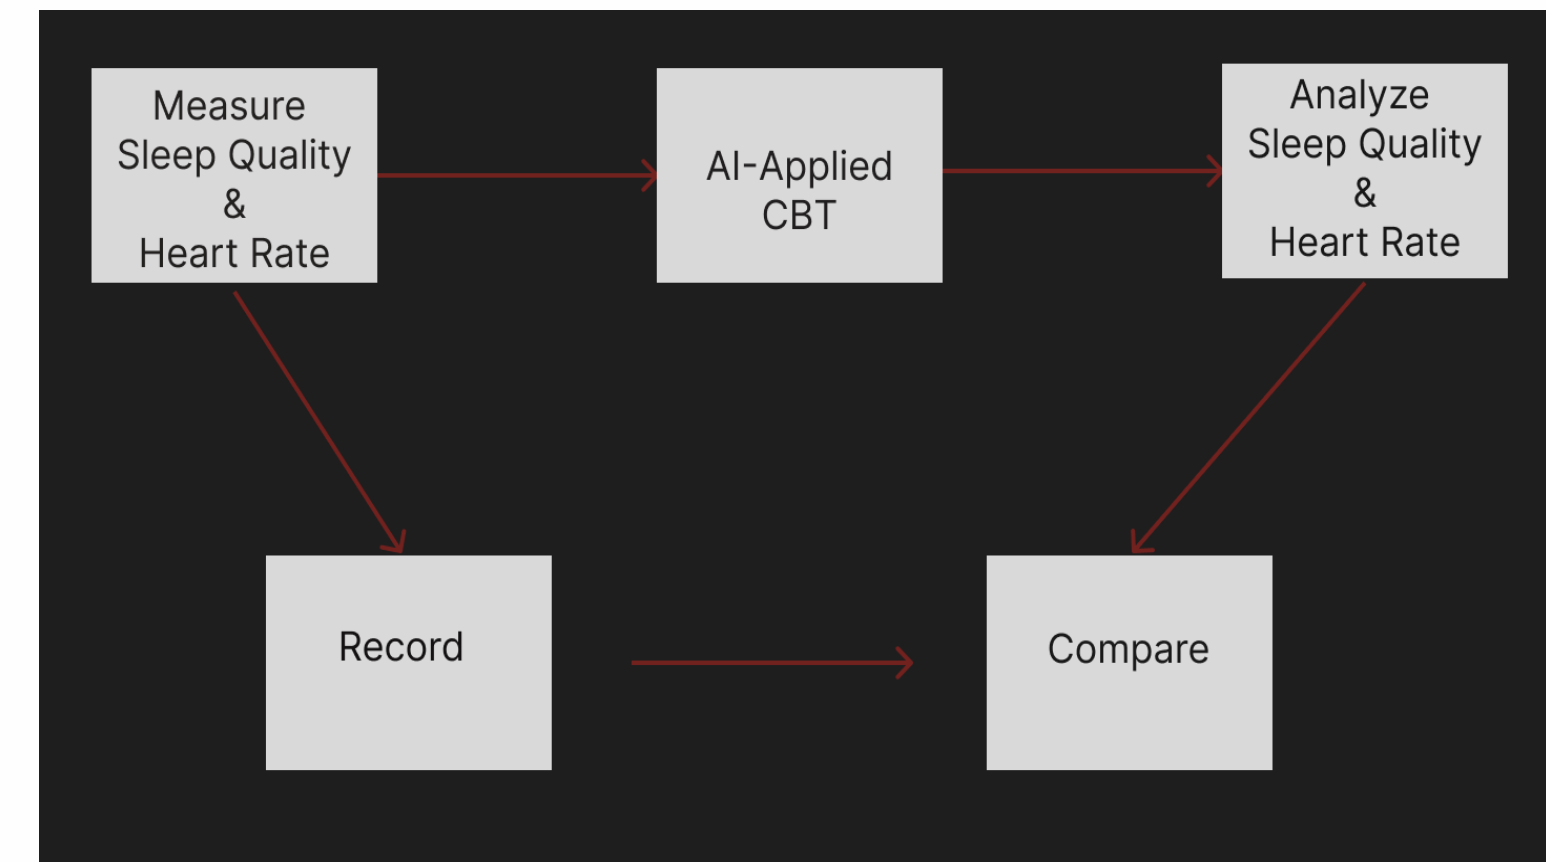 Measure
Sleep Quality
&
Heart Rate
AI-Applied
CBT
Analyze
Sleep Quality
&
Heart Rate
Record
Compare